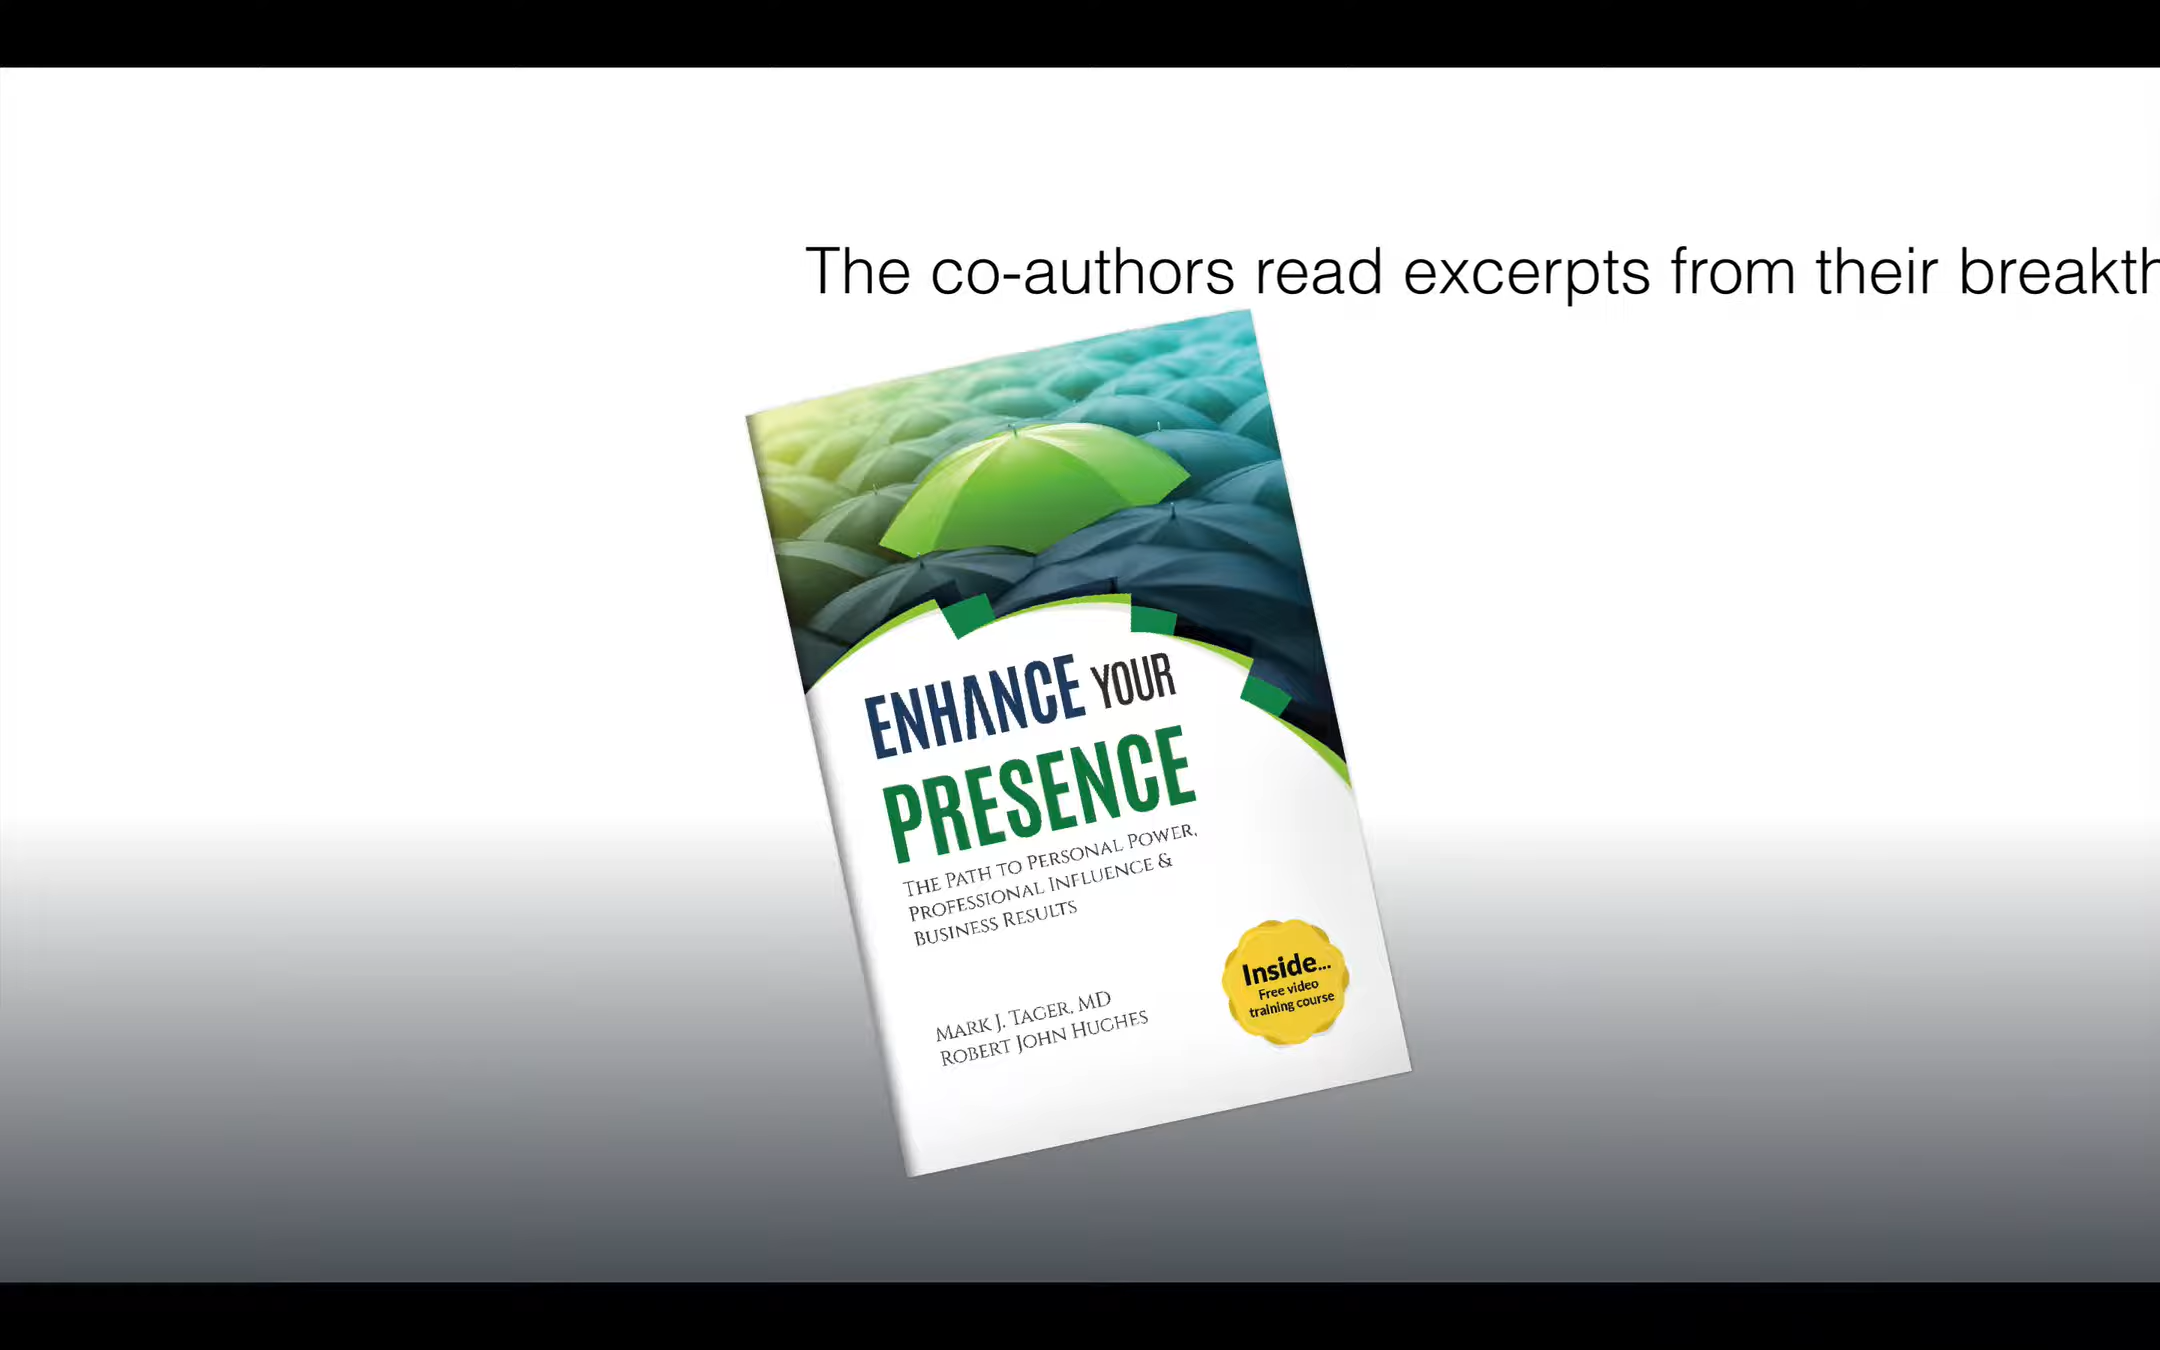 The co-authors read excerpts from their breakth
ENHANCE YOUR
PRESENCE
THE PATH TO PERSONAL POWER,
PROFESSIONAL INFLUENCE &
BUSINESS RESULTS
MARK J. TAGER, MD
ROBERT JOHN HUGHES
Inside...
Free video
training course